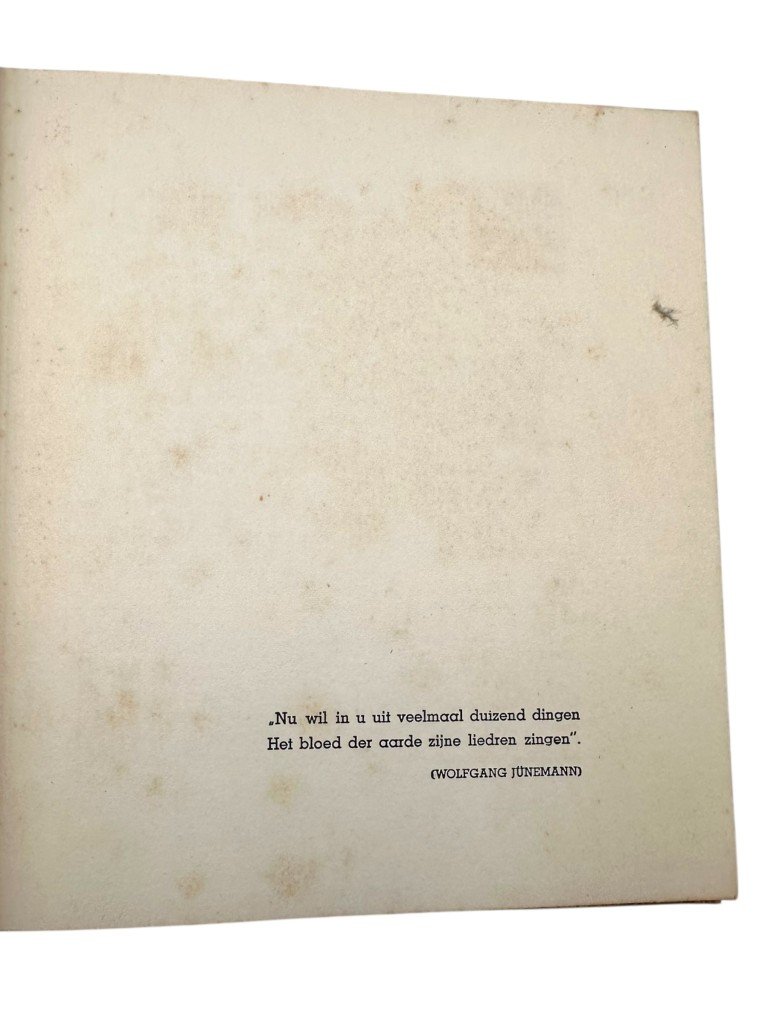 „Nu wil in u uit veelmaal duizend dingen
Het bloed der aarde zijne liedren zingen”.
(WOLFGANG JÜNEMANN)